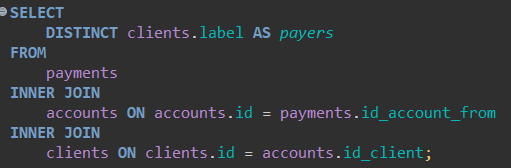 SELECT
DISTINCT clients.label AS payers
FROM
payments
INNER JOIN
accounts ON accounts.id = payments.id_account_from
INNER JOIN
clients ON clients.id = accounts.id_client;